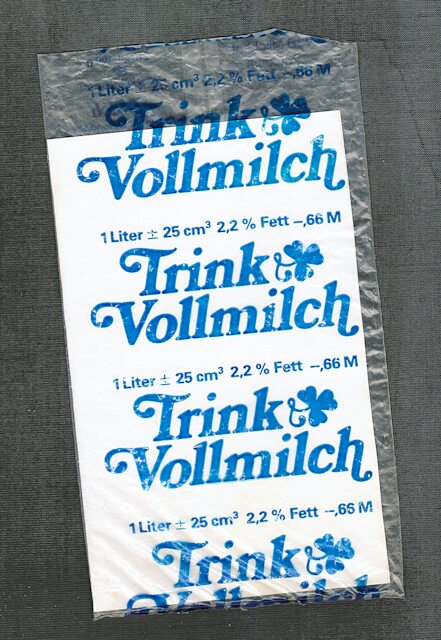 1 Liter ± 25 cm³ 2,2 % Fett –,66 M
Trink
Vollmilch
1 Liter ± 25 cm³ 2,2 % Fett –,66 M
Trink
Vollmilch
1 Liter ± 25 cm³ 2,2 % Fett –,66 M
Trink
Vollmilch
1 Liter ± 25 cm³ 2,2 % Fett –,66 M
Trink
Vollmilch